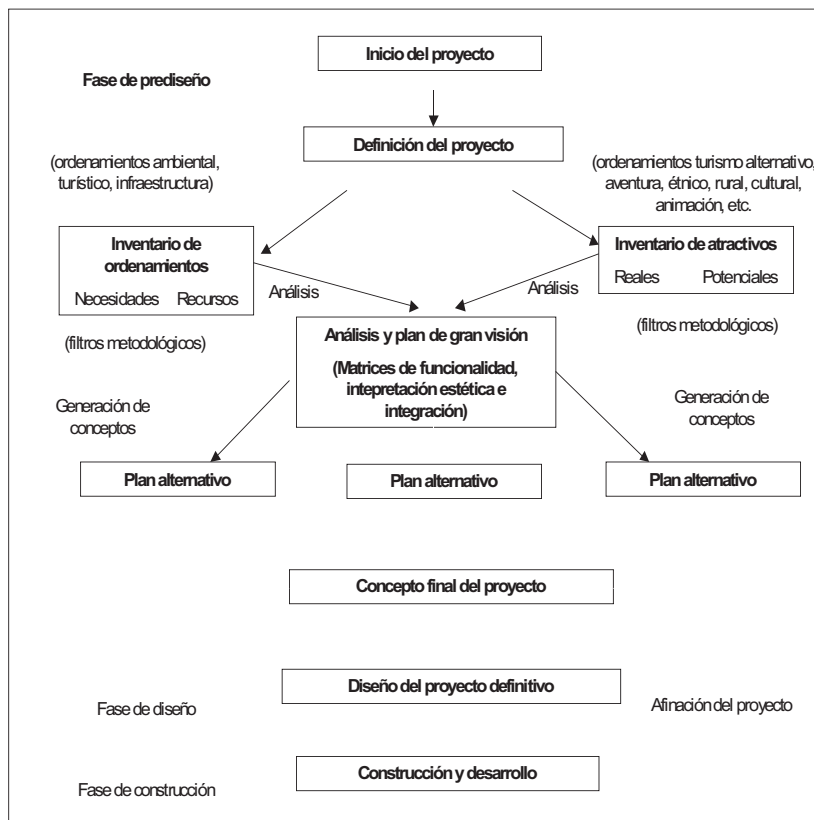 Inicio del proyecto
Fase de prediseño
Definición del proyecto
(ordenamientos ambiental,
turístico, infraestructura)
(ordenamientos turismo alternativo,
aventura, étnico, rural, cultural,
animación, etc.
Inventario de
ordenamientos
Necesidades Recursos
Análisis
Análisis
Inventario de atractivos
Reales Potenciales
(filtros metodológicos)
(filtros metodológicos)
Análisis y plan de gran visión
(Matrices de funcionalidad,
intepretación estética e
integración)
Generación de
conceptos
Generación de
conceptos
Plan alternativo
Plan alternativo
Plan alternativo
Concepto final del proyecto
Diseño del proyecto definitivo
Fase de diseño
Afinación del proyecto
Construcción y desarrollo
Fase de construcción